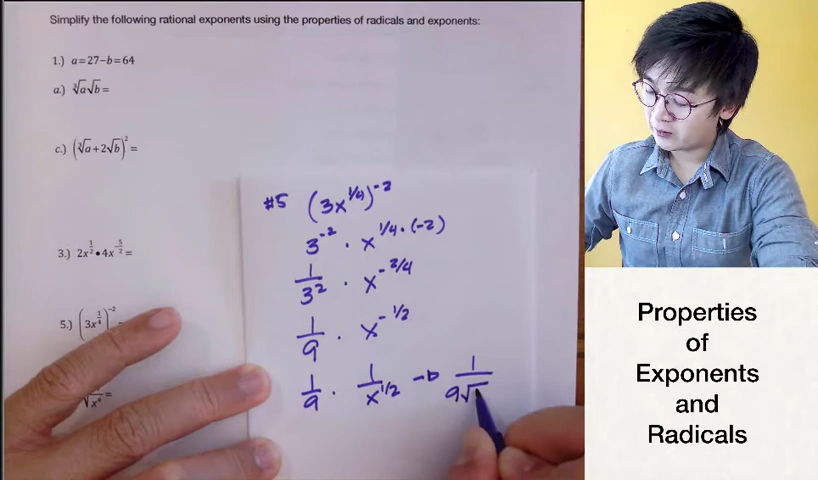 Simplify the following rational exponents using the properties of radicals and exponents:
1.) a=27-b=64
a.) ∛a√b=
c.) (∛a+2√b)² =
3.) 2x^(1/2)•4x^(5/2)=
5.) (3x^(1/4))^(-2)
√x⁴ =
#5 (3x^(1/4))^(-2)
3^(-2) · x^(1/4 · (-2))
1/3² · x^(-2/4)
1/9 · x^(-1/2)
1/9 · 1/x^(1/2) → 1/9√
Properties
of
Exponents
and
Radicals